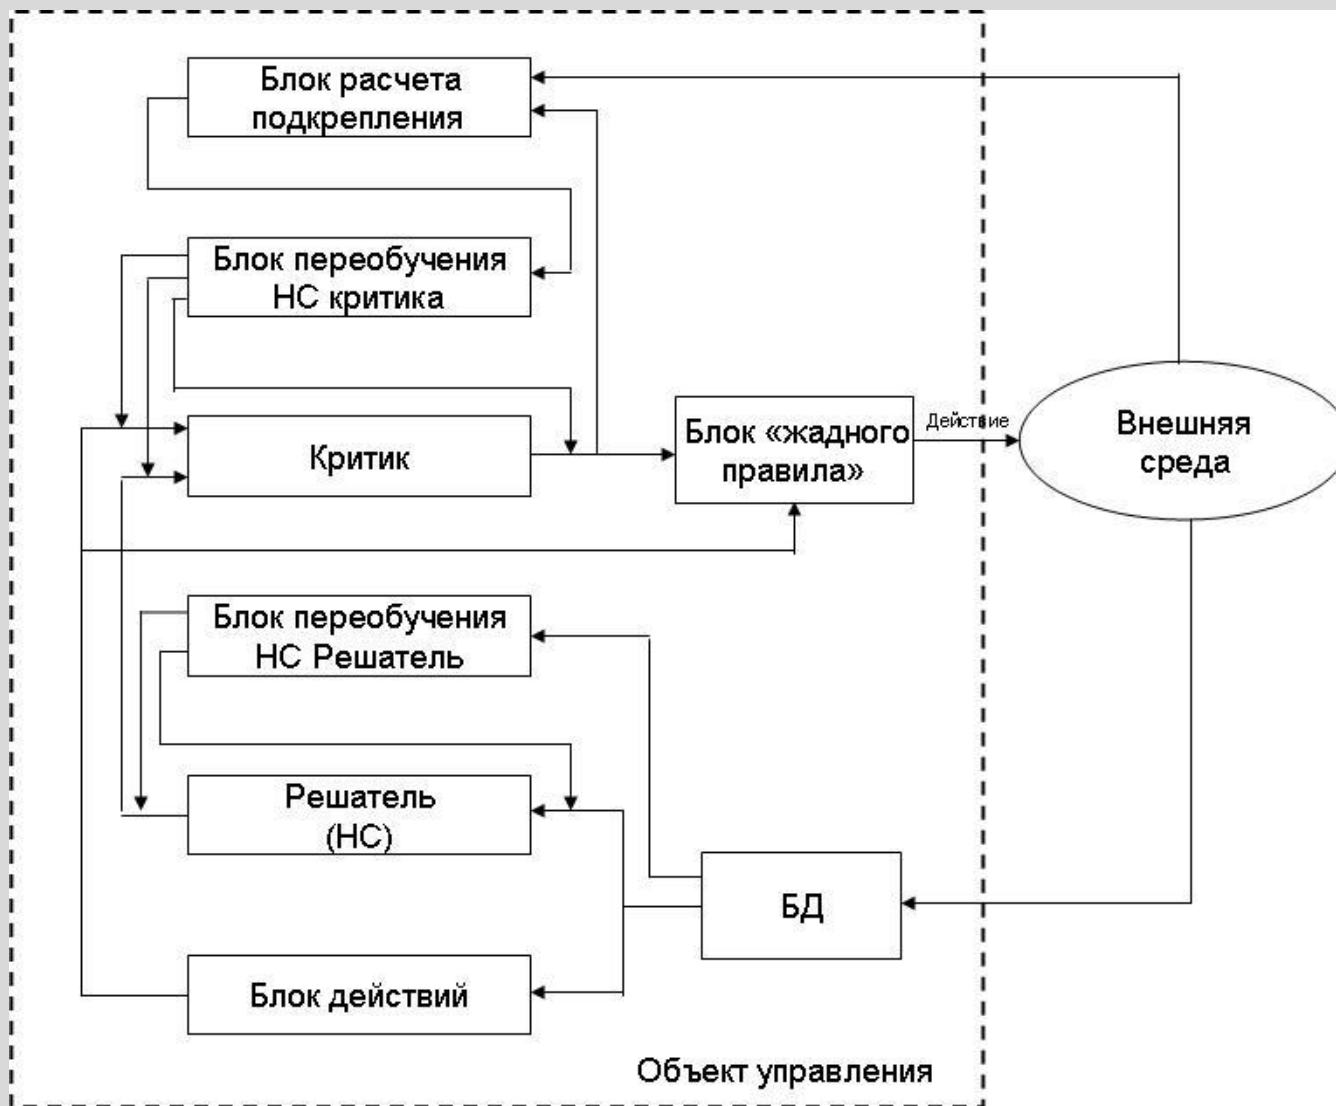 Блок расчета
подкрепления
Блок переобучения
НС критика
Критик
Блок «жадного
правила»
Действие
Внешняя
среда
Блок переобучения
НС Решатель
Решатель
(НС)
БД
Блок действий
Объект управления